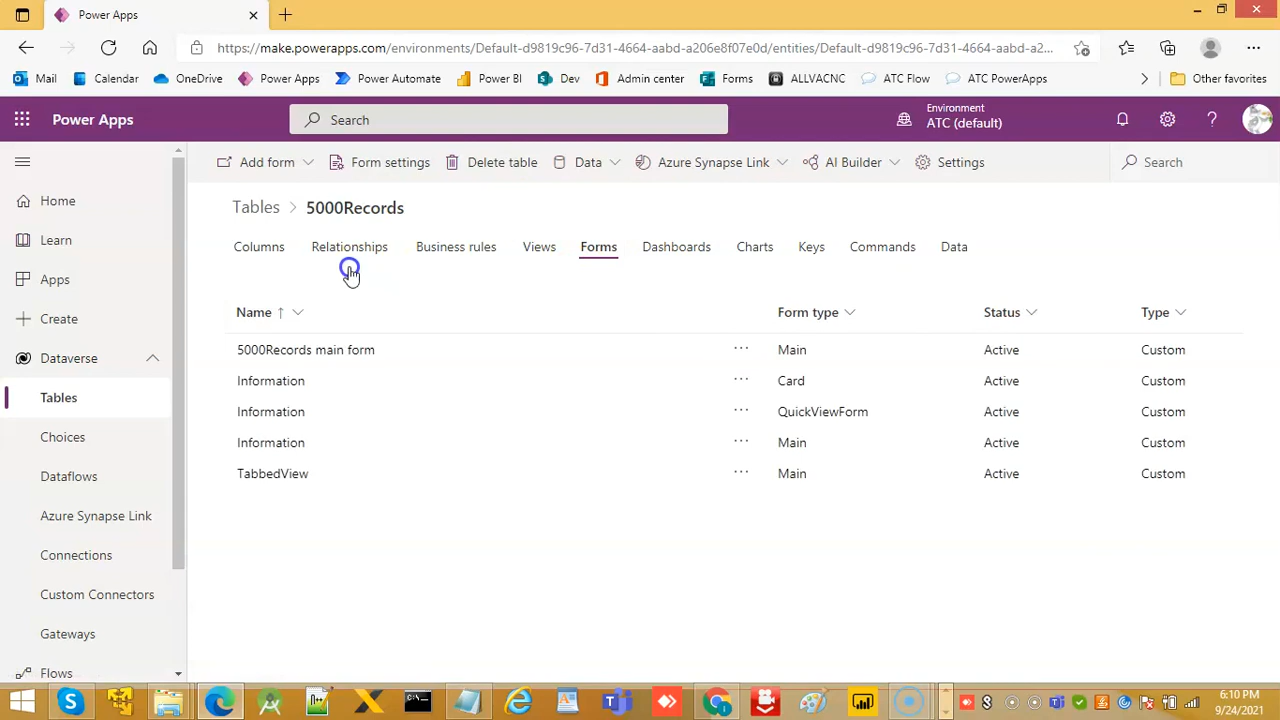 Power Apps
https://make.powerapps.com/environments/Default-d9819c96-7d31-4664-aabd-a206e8f07e0d/entities/Default-d9819c96-7d31-4664-aabd-a2...
Mail Calendar OneDrive Power Apps Power Automate Power BI Dev Admin center Forms ALLVACNC ATC Flow ATC PowerApps Other favorites
Power Apps Search Environment
ATC (default)
Add form Form settings Delete table Data Azure Synapse Link AI Builder Settings Search
Home
Learn
Apps
Create
Dataverse
Tables
Choices
Dataflows
Azure Synapse Link
Connections
Custom Connectors
Gateways
Flows
Tables > 5000Records
Columns Relationships Business rules Views Forms Dashboards Charts Keys Commands Data
Name ↑ Form type Status Type
5000Records main form ... Main Active Custom
Information ... Card Active Custom
Information ... QuickViewForm Active Custom
Information ... Main Active Custom
TabbedView ... Main Active Custom
6:10 PM
9/24/2021